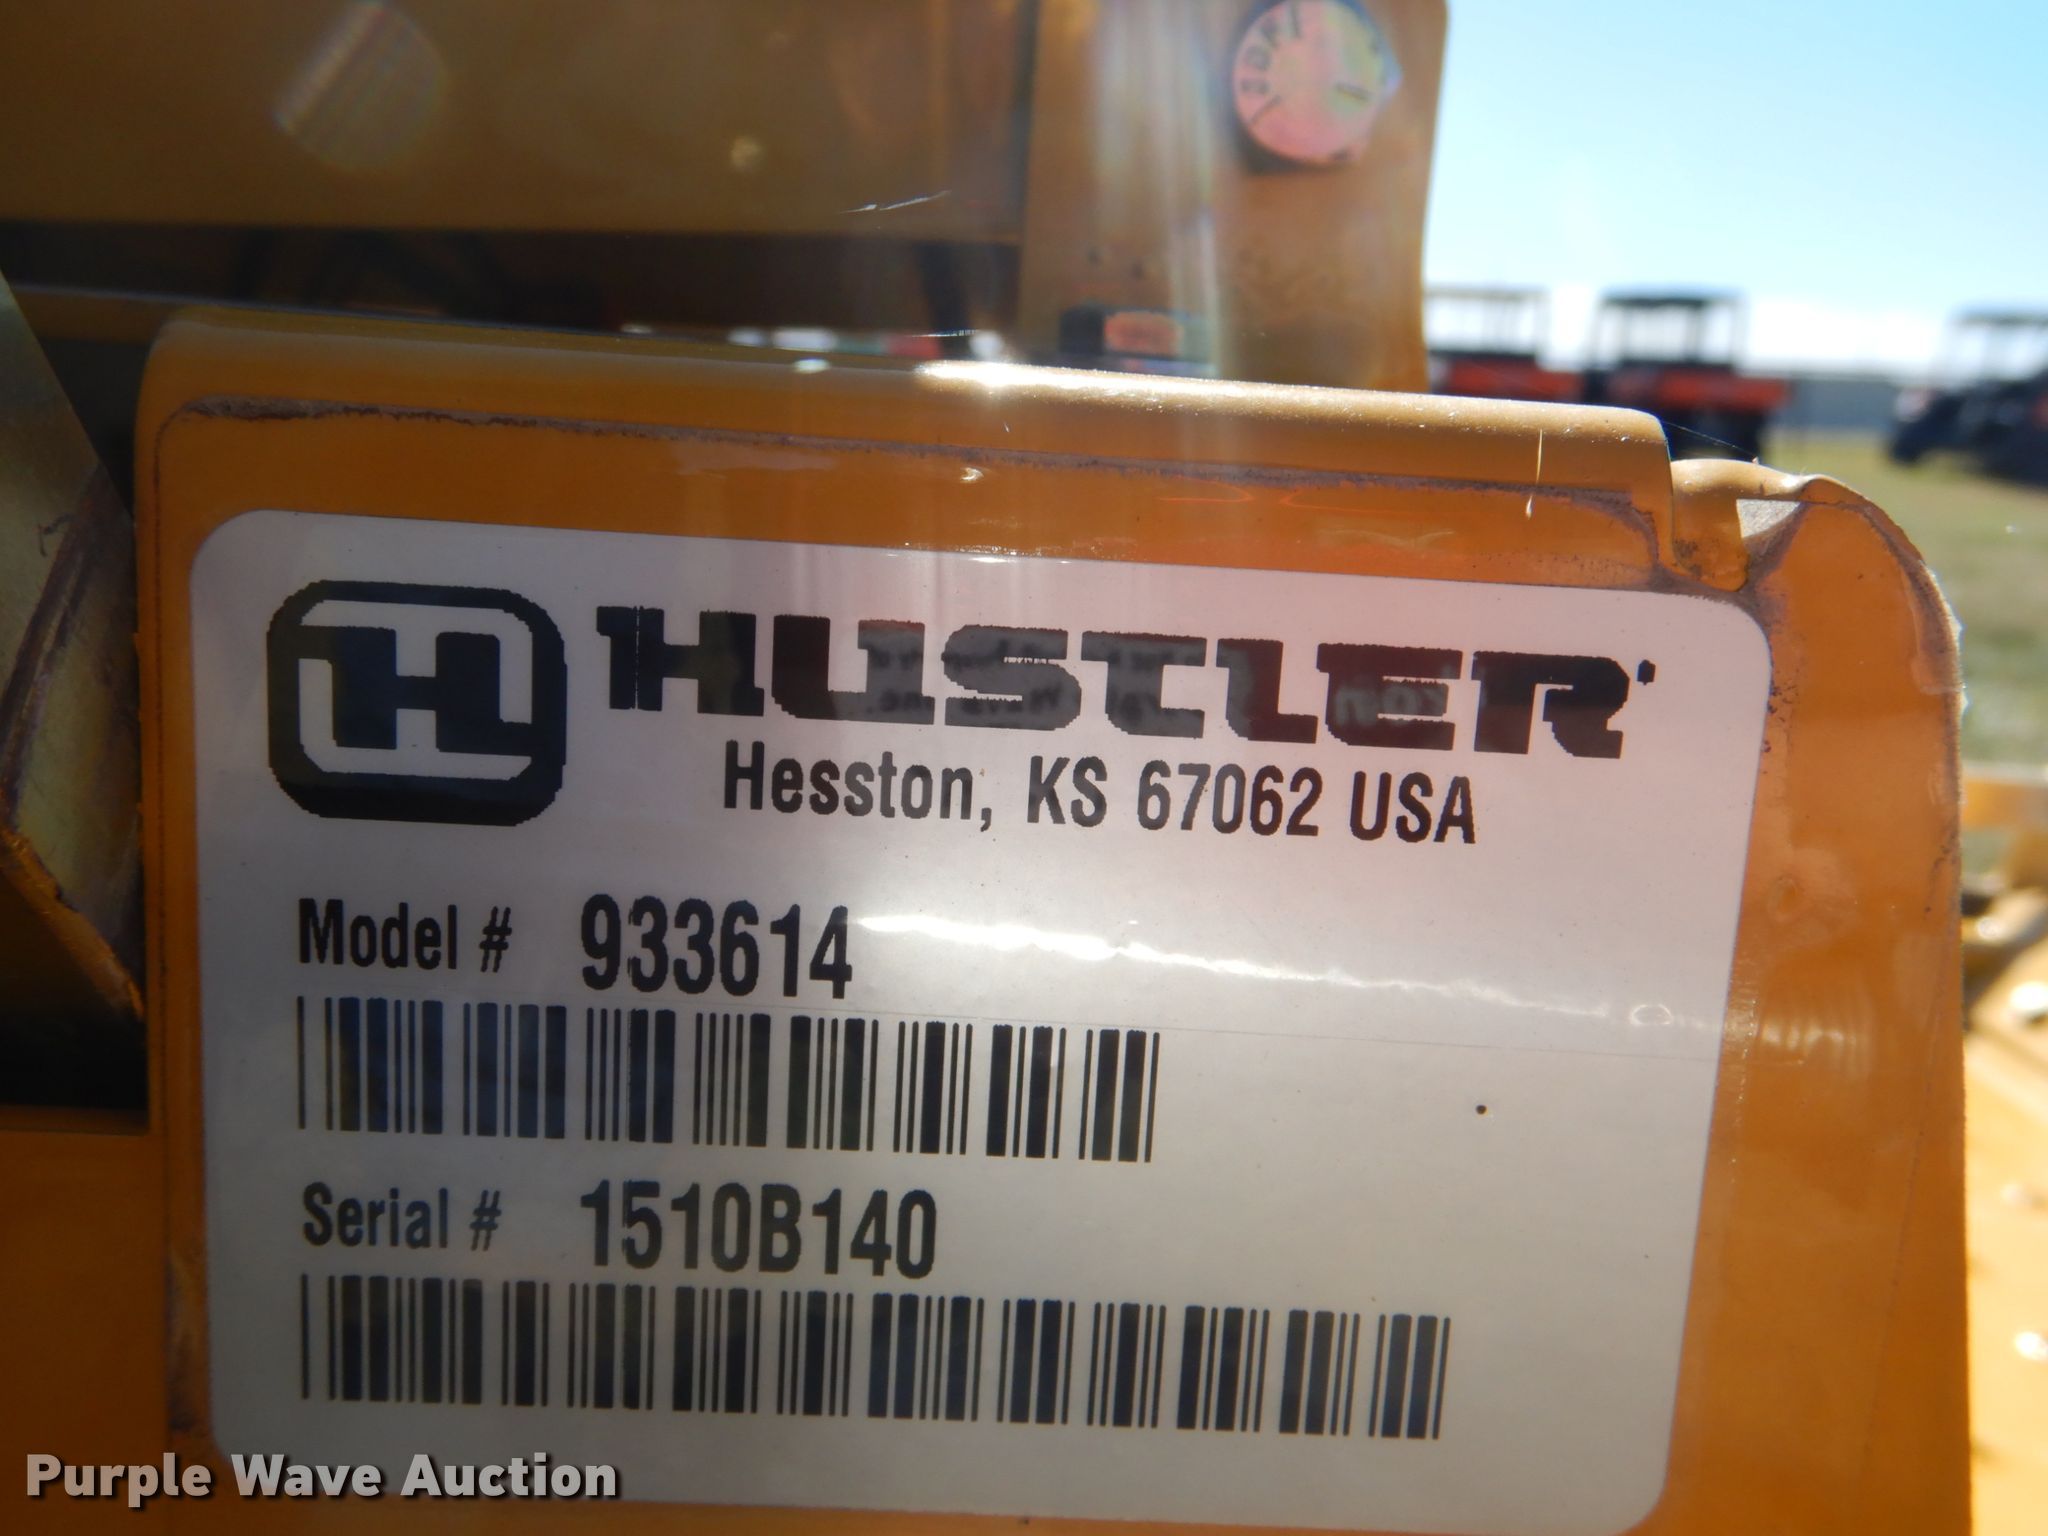 HUSTLER
Hesston, KS 67062 USA
Model # 933614
Serial # 1510B140
Purple Wave Auction